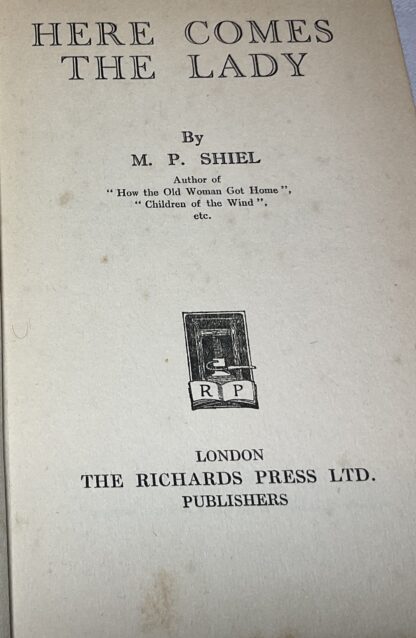 HERE COMES
THE LADY
By
M. P. SHIEL
Author of
“ How the Old Woman Got Home ”,
“ Children of the Wind ”,
etc.
R P
LONDON
THE RICHARDS PRESS LTD.
PUBLISHERS